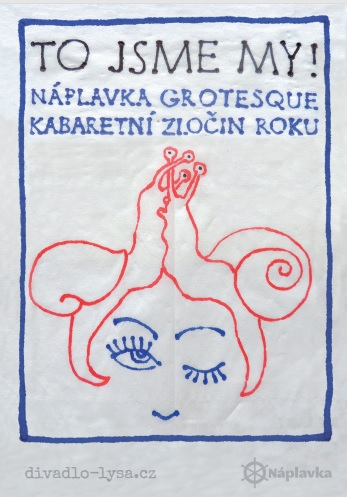 TO JSME MY!
NÁPLAVKA GROTESQUE
KABARETNÍ ZLOČIN ROKU
divadlo-lysa.cz
Náplavka